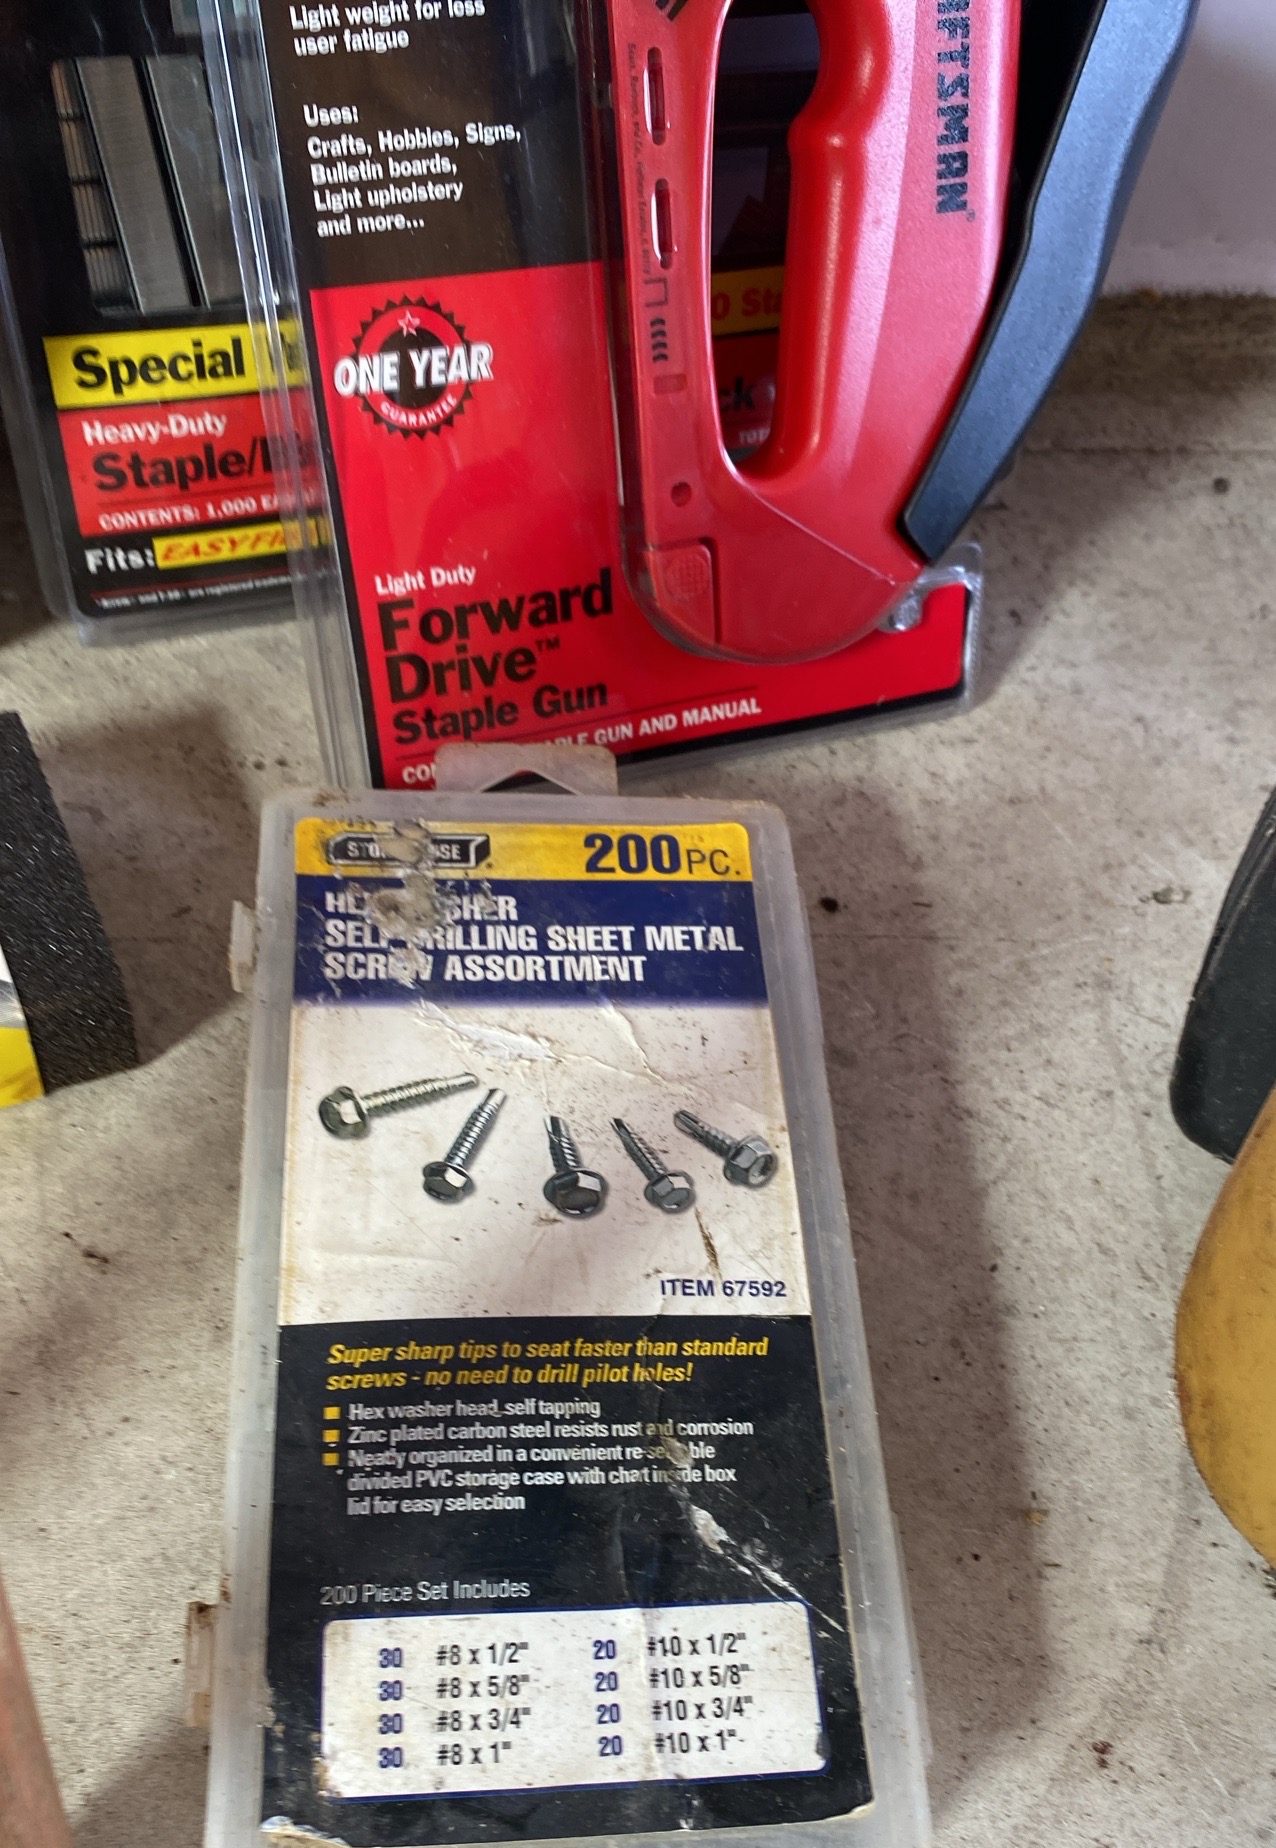 Light weight for less
user fatigue
Uses:
Crafts, Hobbies, Signs,
Bulletin boards,
Light upholstery
and more...
CRAFTSMAN®
ONE YEAR
GUARANTEE
Special
Heavy-Duty
Staple/
CONTENTS: 1,000
Fits:
Light Duty
Forward
Drive™
Staple Gun
GUN AND MANUAL
200 PC.
SELF DRILLING SHEET METAL
SCREW ASSORTMENT
ITEM 67592
Super sharp tips to seat faster than standard
screws - no need to drill pilot holes!
Hex washer head, self tapping
Zinc plated carbon steel resists rust and corrosion
Neatly organized in a convenient
divided PVC storage case with chart inside box
lid for easy selection
200 Piece Set Includes
30 #8 x 1/2" 20 #10 x 1/2"
30 #8 x 5/8" 20 #10 x 5/8"
30 #8 x 3/4" 20 #10 x 3/4"
30 #8 x 1" 20 #10 x 1"